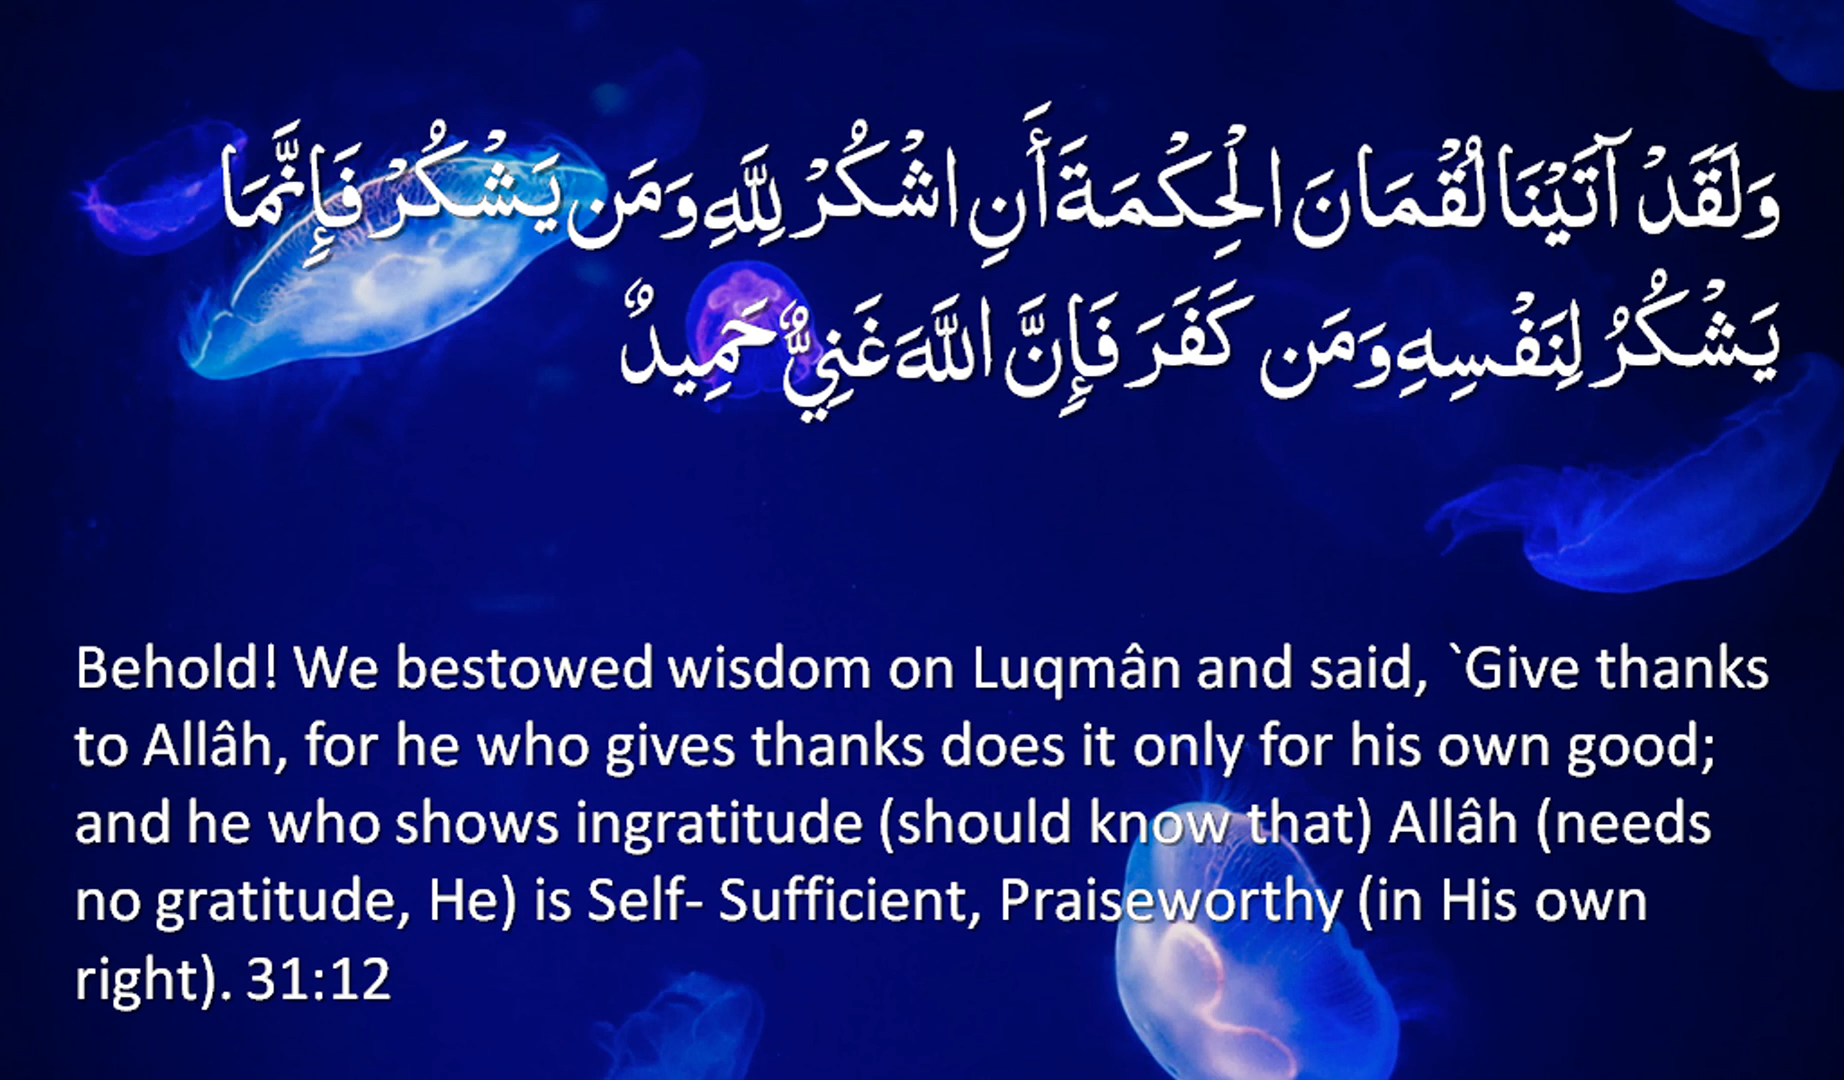 وَلَقَدْ آتَيْنَا لُقْمَانَ الْحِكْمَةَ أَنِ اشْكُرْ لِلَّهِ وَمَن يَشْكُرْ فَإِنَّمَا
يَشْكُرُ لِنَفْسِهِ وَمَن كَفَرَ فَإِنَّ اللَّهَ غَنِيٌّ حَمِيدٌ
Behold! We bestowed wisdom on Luqmân and said, `Give thanks
to Allâh, for he who gives thanks does it only for his own good;
and he who shows ingratitude (should know that) Allâh (needs
no gratitude, He) is Self- Sufficient, Praiseworthy (in His own
right). 31:12